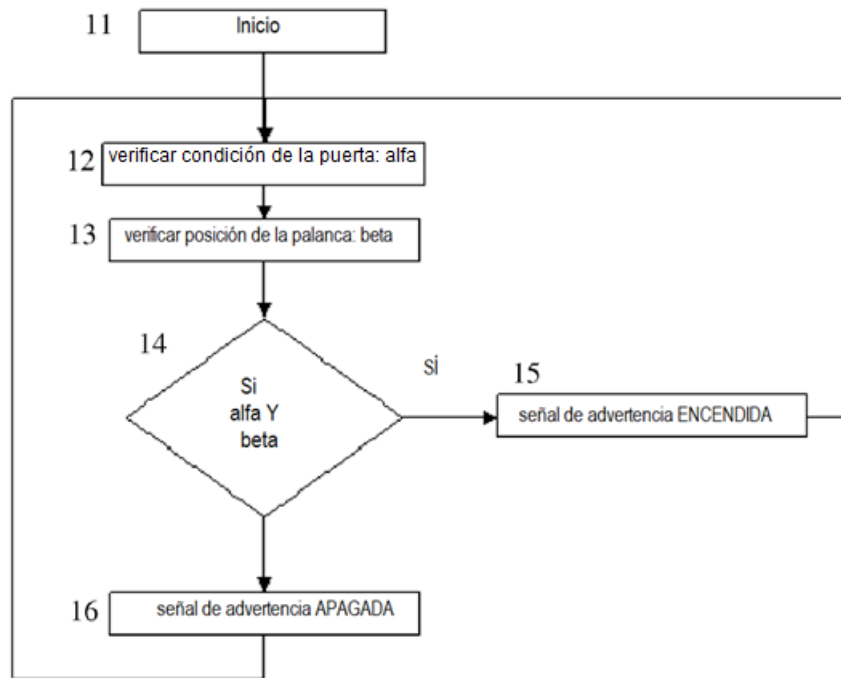 11
Inicio
12
verificar condición de la puerta: alfa
13
verificar posición de la palanca: beta
14
Si
alfa Y
beta
SÍ
15
señal de advertencia ENCENDIDA
16
señal de advertencia APAGADA